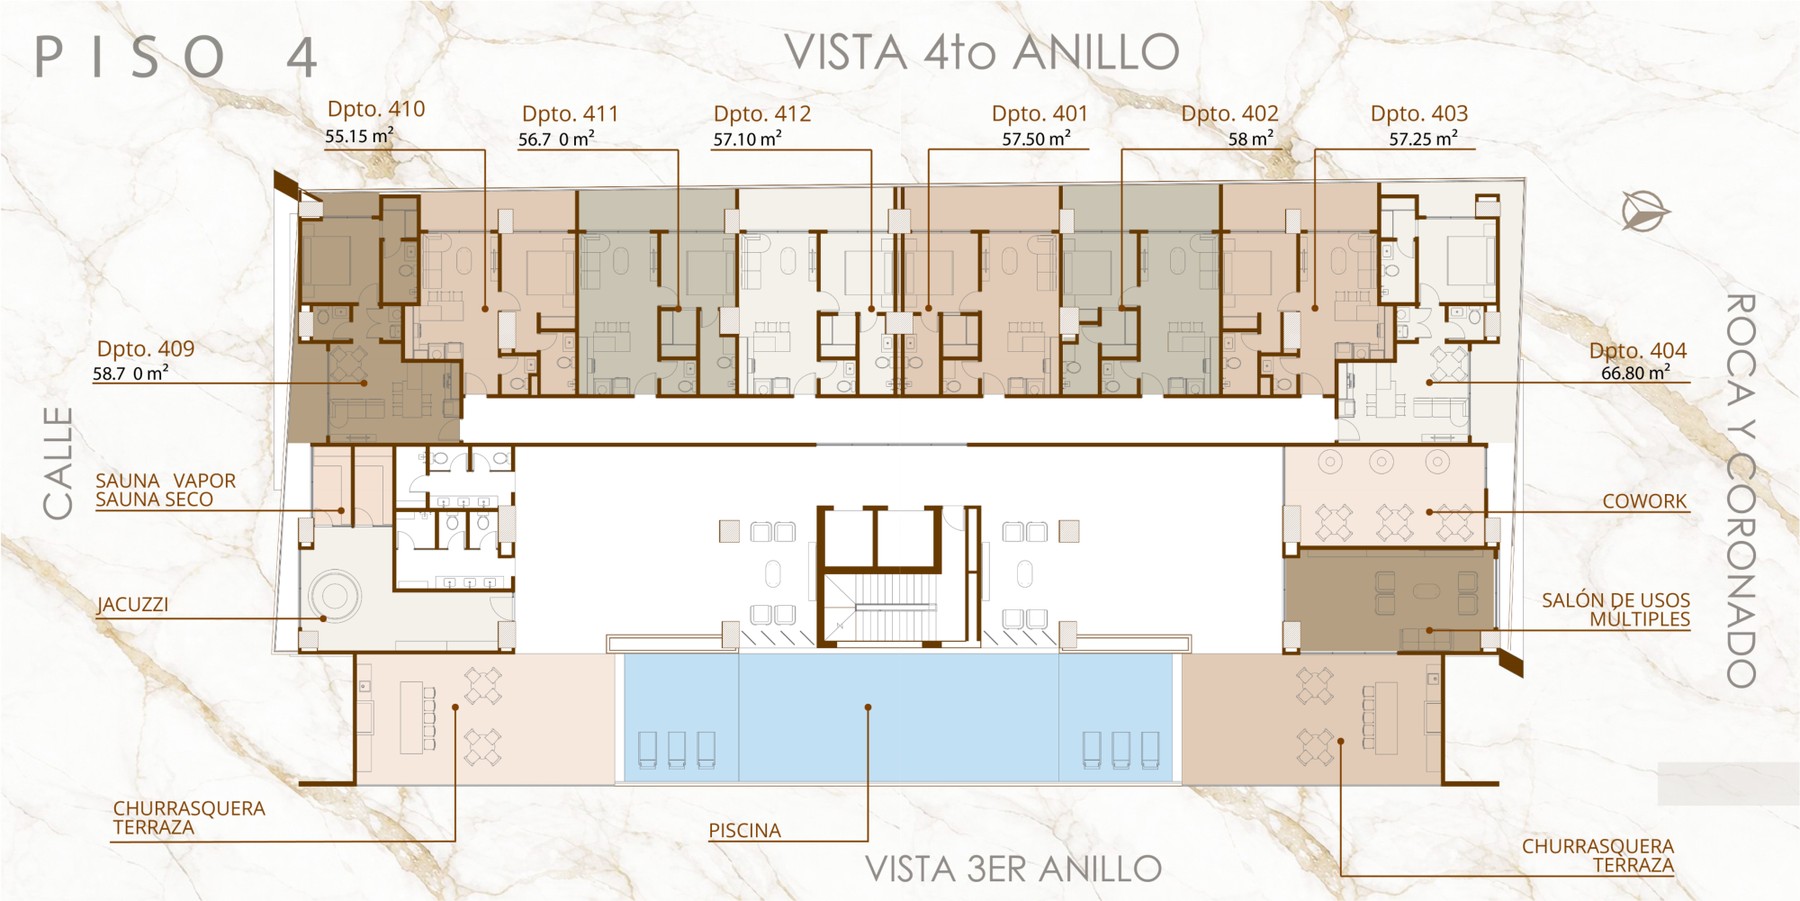 PISO 4
VISTA 4to ANILLO
Dpto. 410
55.15 m²
Dpto. 411
56.7 0 m²
Dpto. 412
57.10 m²
Dpto. 401
57.50 m²
Dpto. 402
58 m²
Dpto. 403
57.25 m²
Dpto. 409
58.7 0 m²
Dpto. 404
66.80 m²
CALLE
ROCA Y CORONADO
SAUNA VAPOR
SAUNA SECO
COWORK
JACUZZI
SALÓN DE USOS
MÚLTIPLES
CHURRASQUERA
TERRAZA
PISCINA
CHURRASQUERA
TERRAZA
VISTA 3ER ANILLO